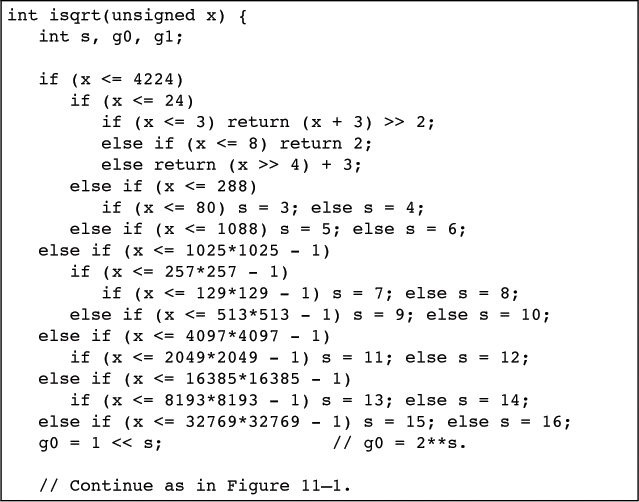 int isqrt(unsigned x) {
   int s, g0, g1;

   if (x <= 4224)
      if (x <= 24)
         if (x <= 3) return (x + 3) >> 2;
         else if (x <= 8) return 2;
         else return (x >> 4) + 3;
      else if (x <= 288)
         if (x <= 80) s = 3; else s = 4;
      else if (x <= 1088) s = 5; else s = 6;
   else if (x <= 1025*1025 - 1)
      if (x <= 257*257 - 1)
         if (x <= 129*129 - 1) s = 7; else s = 8;
      else if (x <= 513*513 - 1) s = 9; else s = 10;
   else if (x <= 4097*4097 - 1)
      if (x <= 2049*2049 - 1) s = 11; else s = 12;
   else if (x <= 16385*16385 - 1)
      if (x <= 8193*8193 - 1) s = 13; else s = 14;
   else if (x <= 32769*32769 - 1) s = 15; else s = 16;
   g0 = 1 << s;                // g0 = 2**s.

   // Continue as in Figure 11–1.